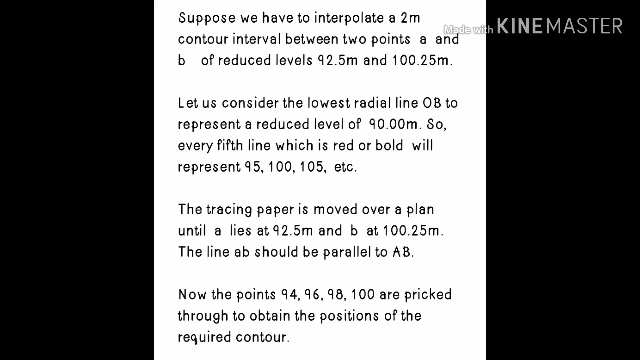 Suppose we have to interpolate a 2m
contour interval between two points a and
b of reduced levels 92.5m and 100.25m.
Let us consider the lowest radial line OB to
represent a reduced level of 90.00m. So,
every fifth line which is red or bold will
represent 95, 100, 105, etc.
The tracing paper is moved over a plan
until a lies at 92.5m and b at 100.25m.
The line ab should be parallel to AB.
Now the points 94, 96, 98, 100 are pricked
through to obtain the positions of the
required contour.
Made with KINEMASTER